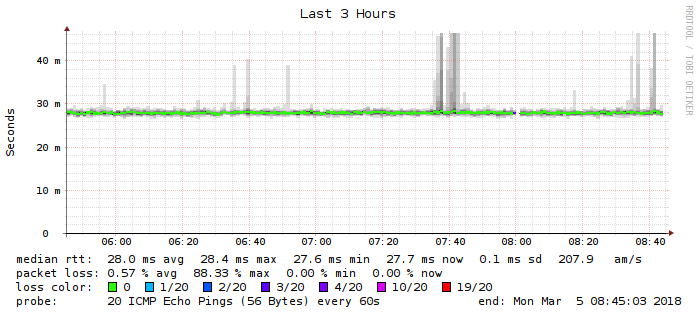 Last 3 Hours
RRDTOOL / TOBI OETIKER
Seconds
40 m
30 m
20 m
10 m
0
06:00 06:20 06:40 07:00 07:20 07:40 08:00 08:20 08:40
median rtt: 28.0 ms avg 28.4 ms max 27.6 ms min 27.7 ms now 0.1 ms sd 207.9 am/s
packet loss: 0.57 % avg 88.33 % max 0.00 % min 0.00 % now
loss color: 0 1/20 2/20 3/20 4/20 10/20 19/20
probe: 20 ICMP Echo Pings (56 Bytes) every 60s end: Mon Mar 5 08:45:03 2018